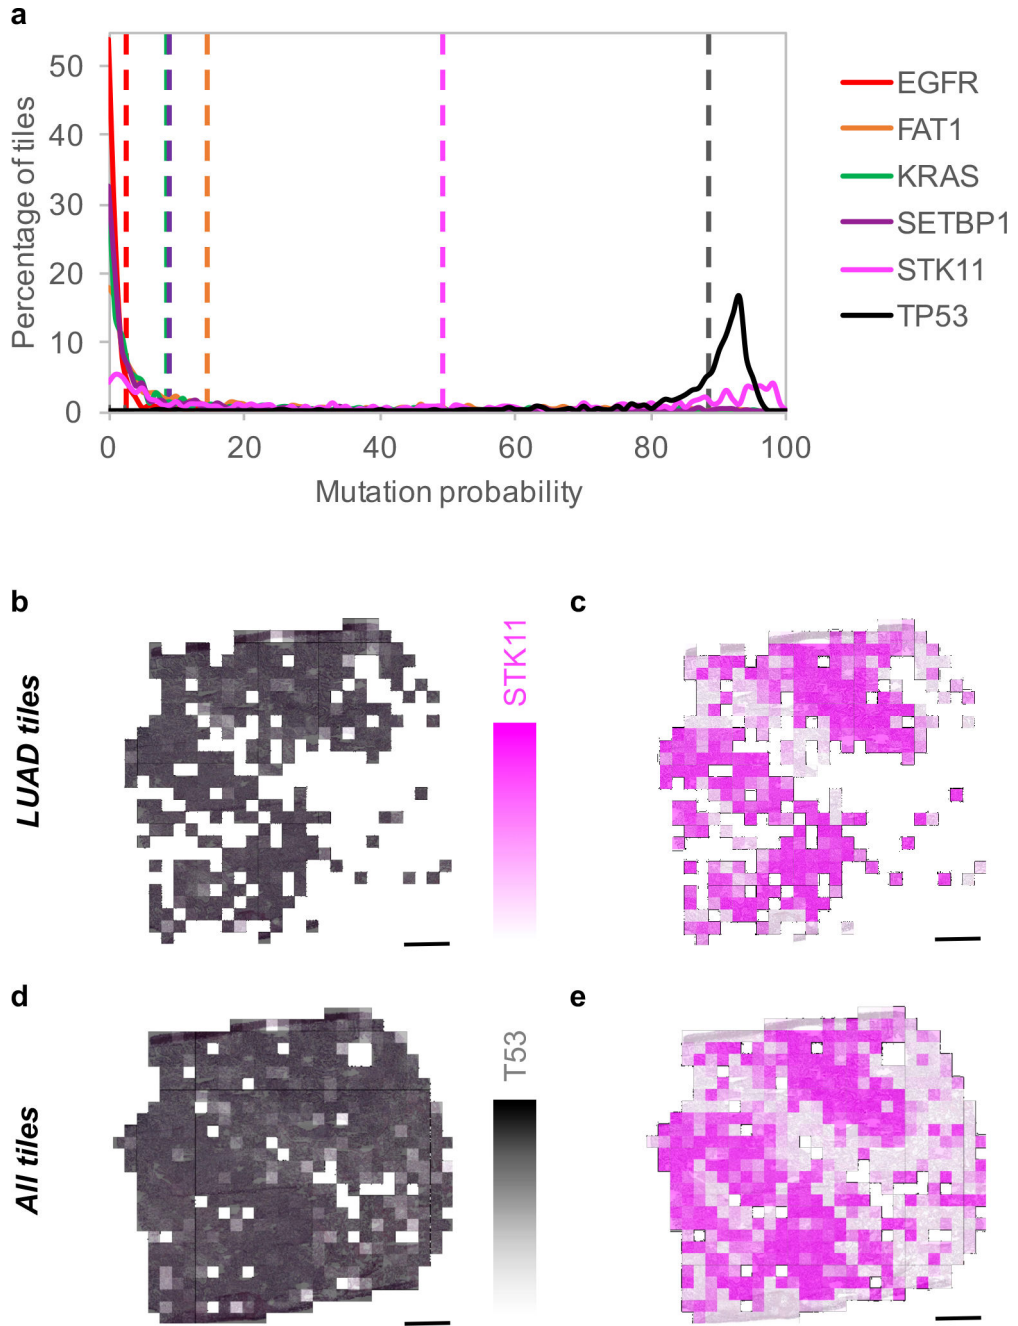 a
50
40
30
20
10
0
Percentage of tiles
0 20 40 60 80 100
Mutation probability
EGFR
FAT1
KRAS
SETBP1
STK11
TP53
b
c
LUAD tiles
STK11
d
e
All tiles
T53